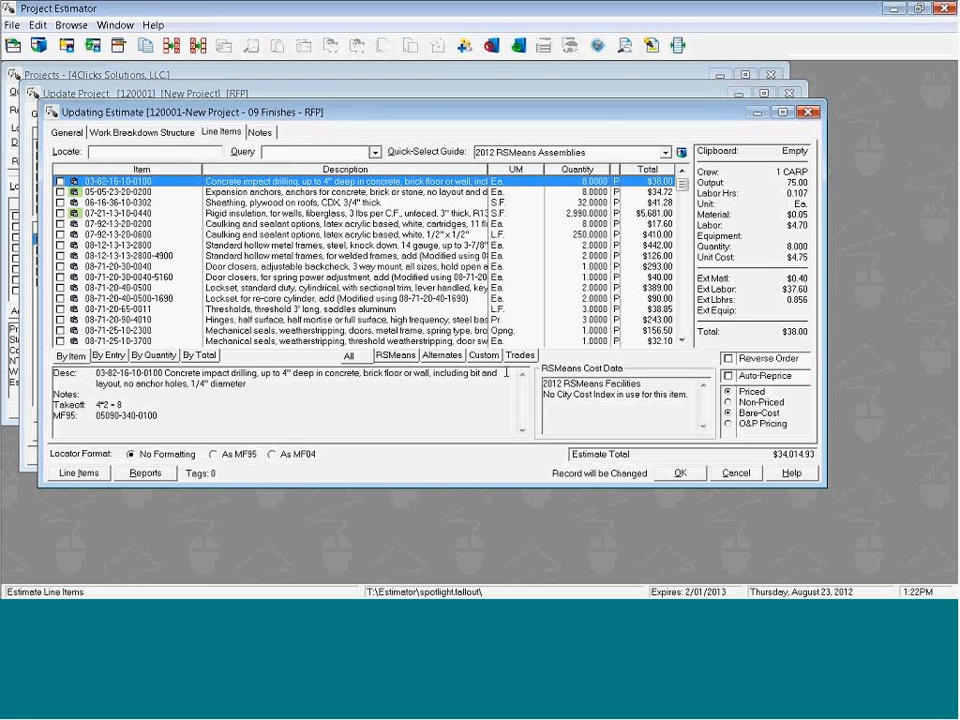 Project Estimator
File Edit Browse Window Help
Projects - [4Clicks Solutions, LLC.]
Update Project [120001] [New Project] [RFP]
Updating Estimate [120001-New Project - 09 Finishes - RFP]
General Work Breakdown Structure Line Items Notes
Locate: Query Quick-Select Guide: 2012 RSMeans Assemblies
Item Description UM Quantity Total
03-82-16-10-0100 Concrete impact drilling, up to 4" deep in concrete, brick floor or wall, incl Ea. 8.0000 P $38.00
05-05-23-20-0200 Expansion anchors, anchors for concrete, brick or stone, no layout and d Ea. 8.0000 P $34.72
06-16-36-10-0302 Sheathing, plywood on roofs, CDX, 3/4" thick S.F. 32.0000 P $41.28
07-21-13-10-0440 Rigid insulation, for walls, fiberglass, 3 lbs per C.F., unfaced, 3" thick, R13 S.F. 2,990.0000 P $5,681.00
07-92-13-20-0200 Caulking and sealant options, latex acrylic based, white, cartridges, 11 fl Ea. 8.0000 P $17.60
07-92-13-20-0600 Caulking and sealant options, latex acrylic based, white, 1/2" x 1/2" L.F. 250.0000 P $410.00
08-12-13-13-2800 Standard hollow metal frames, steel, knock down, 14 gauge, up to 3-7/8" Ea. 2.0000 P $442.00
08-12-13-13-2800-4900 Standard hollow metal frames, for welded frames, add (Modified using 08 Ea. 2.0000 P $126.00
08-71-20-30-0040 Door closers, adjustable backcheck, 3 way mount, all sizes, hold open a Ea. 1.0000 P $293.00
08-71-20-30-0040-5160 Door closers, for spring power adjustment, add (Modified using 08-71-20 Ea. 1.0000 P $40.00
08-71-20-40-0500 Lockset, standard duty, cylindrical, with sectional trim, lever handled, key Ea. 2.0000 P $389.00
08-71-20-40-0500-1690 Lockset, for re-core cylinder, add (Modified using 08-71-20-40-1690) Ea. 2.0000 P $90.00
08-71-20-65-0011 Thresholds, threshold 3' long, saddles aluminum L.F. 3.0000 P $38.85
08-71-20-90-4010 Hinges, half surface, half mortise or full surface, high frequency, steel bas Pr. 3.0000 P $243.00
08-71-25-10-2300 Mechanical seals, weatherstripping, doors, metal frame, spring type, bro Opng. 1.0000 P $156.50
08-71-25-10-3700 Mechanical seals, weatherstripping, threshold weatherstripping, door sw Ea. 1.0000 P $32.10
By Item By Entry By Quantity By Total All RSMeans Alternates Custom Trades
Desc: 03-82-16-10-0100 Concrete impact drilling, up to 4" deep in concrete, brick floor or wall, including bit and
layout, no anchor holes, 1/4" diameter
Notes:
Takeoff: 4*2 = 8
MF95: 05090-340-0100
RSMeans Cost Data
2012 RSMeans Facilities
No City Cost Index in use for this item.
Clipboard: Empty
Crew: 1 CARP
Output: 75.00
Labor Hrs: 0.107
Unit: Ea.
Material: $0.05
Labor: $4.70
Equipment:
Quantity: 8.000
Unit Cost: $4.75
Ext Matl: $0.40
Ext Labor: $37.60
Ext Lbhrs: 0.856
Ext Equip:
Total: $38.00
Reverse Order
Auto-Reprice
Priced
Non-Priced
Bare-Cost
O&P Pricing
Locator Format: No Formatting As MF95 As MF04 Estimate Total $34,014.93
Line Items Reports Tags: 0 Record will be Changed OK Cancel Help
Estimate Line Items T:\Estimator\spotlight.fallout\ Expires: 2/01/2013 Thursday, August 23, 2012 1:22PM